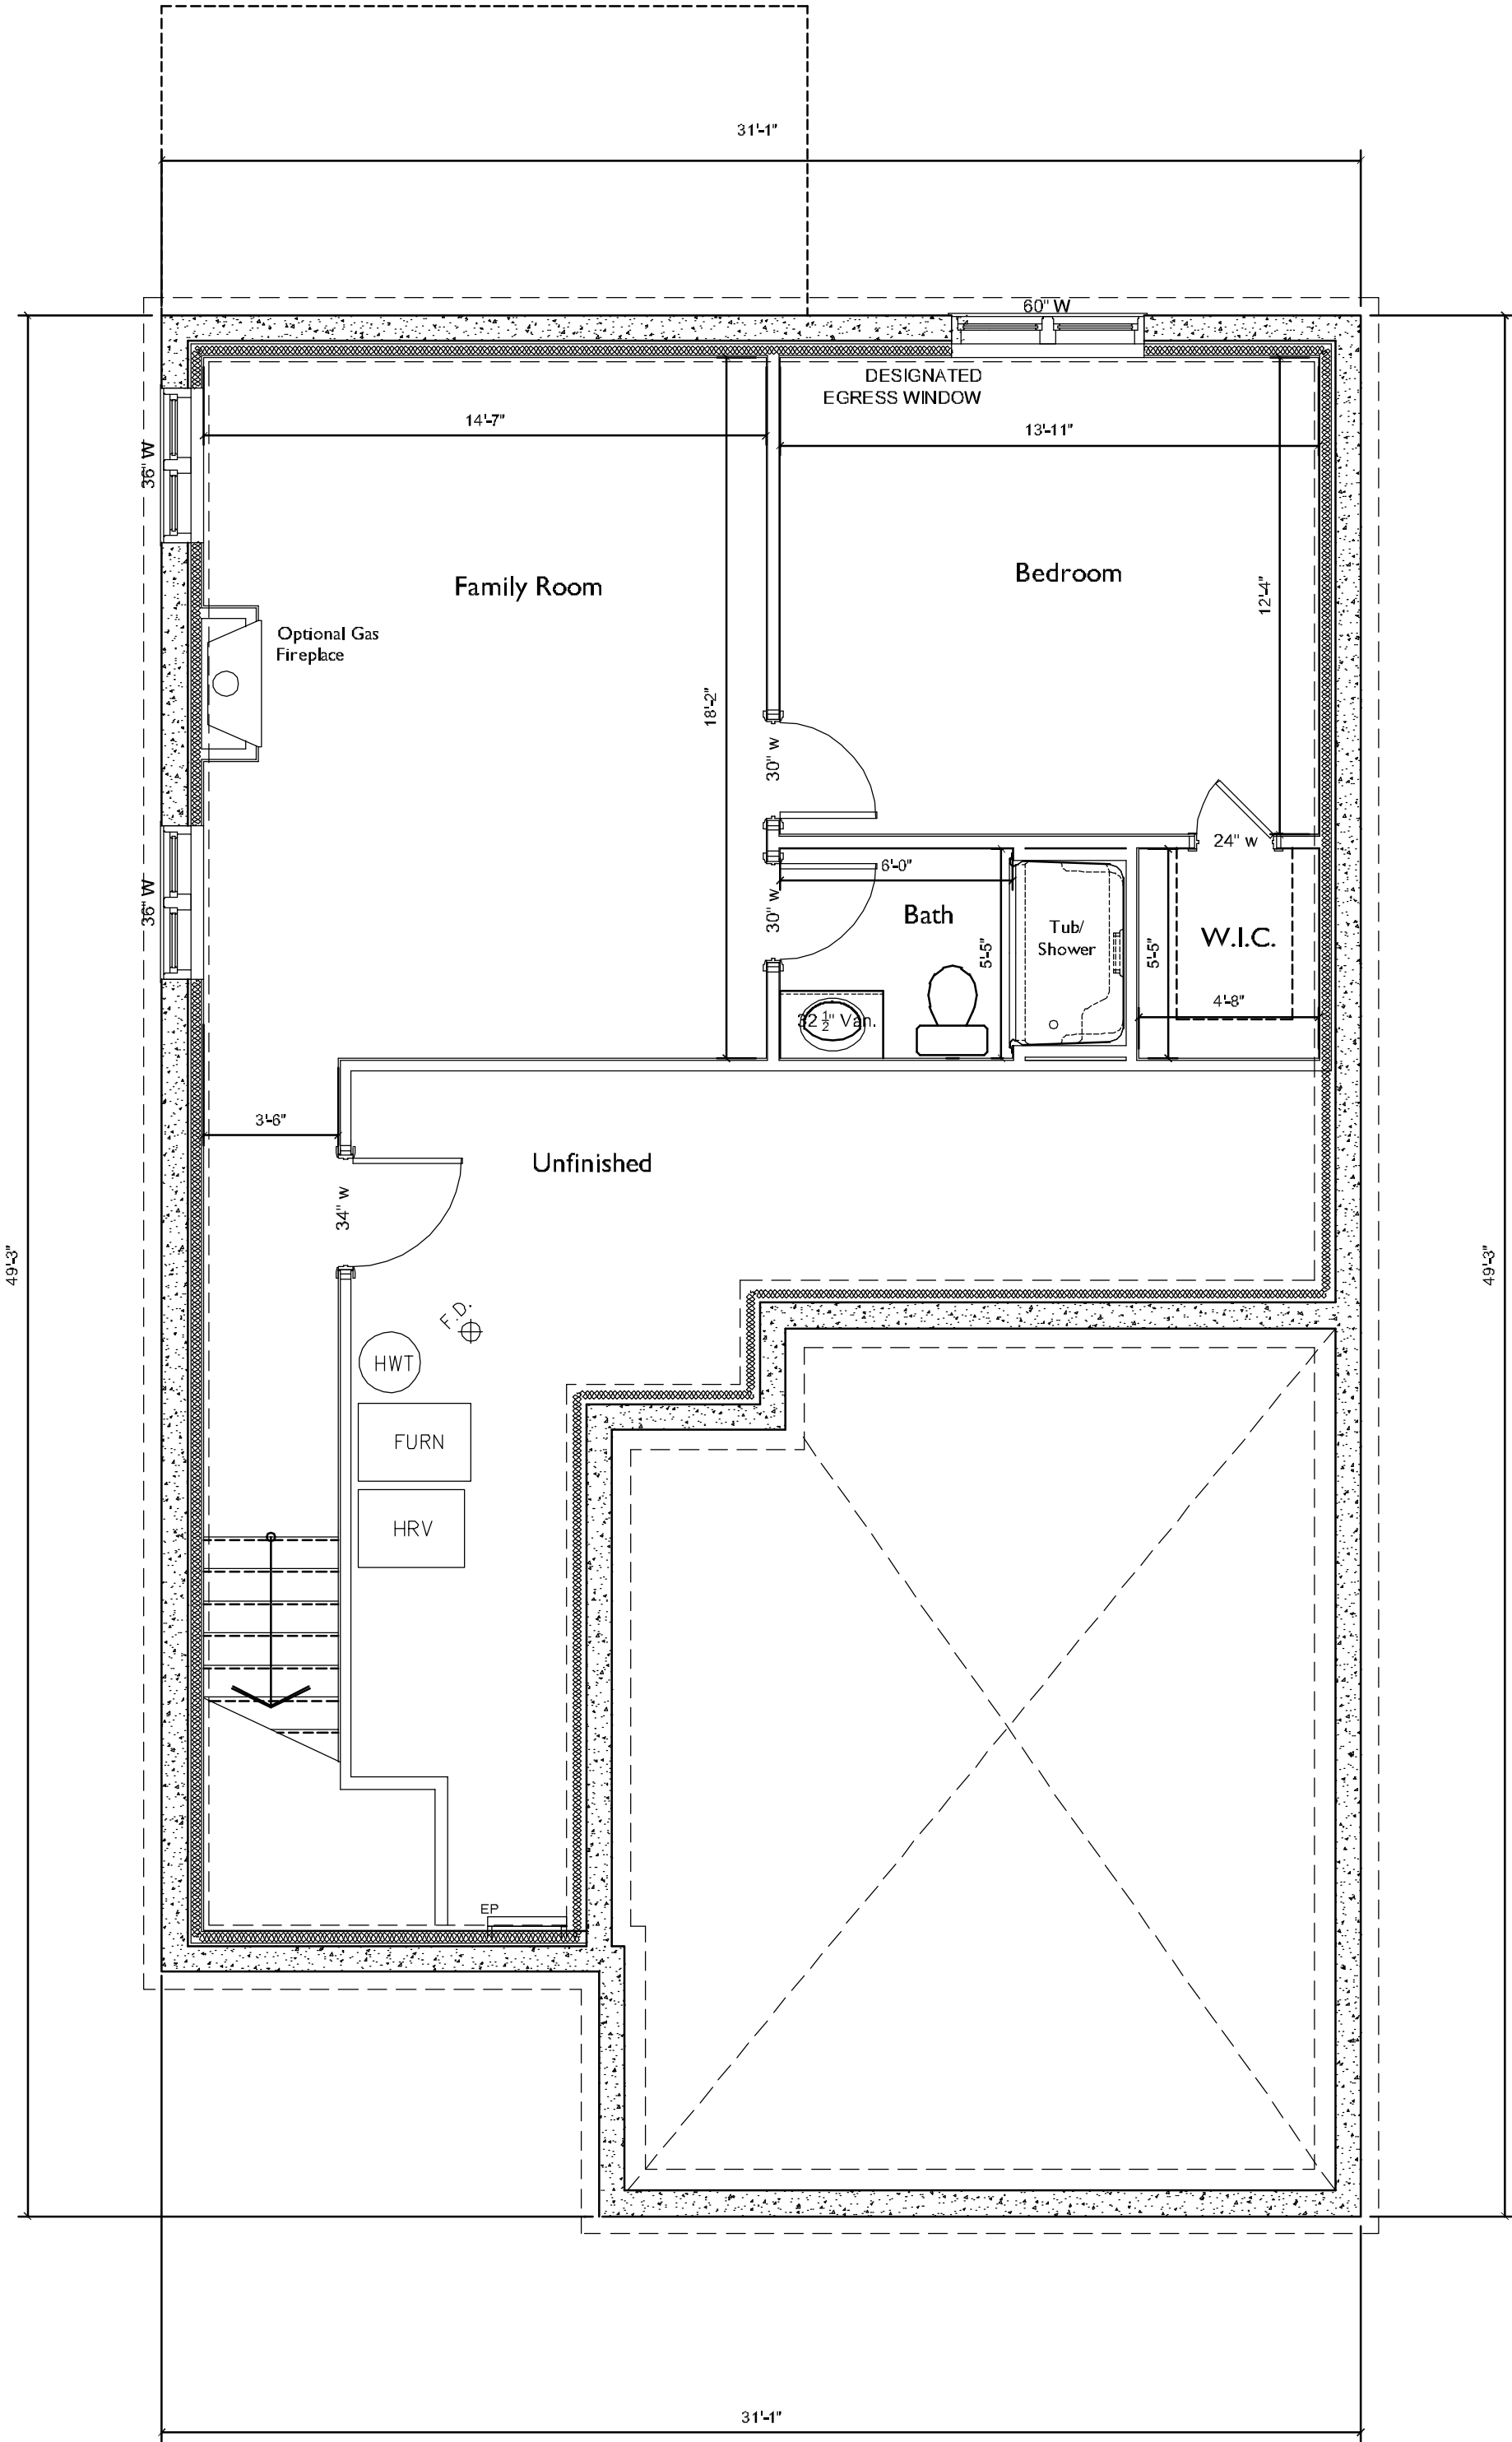 31'-1"
60" W
DESIGNATED
EGRESS WINDOW
14'-7"
13'-11"
36" W
Family Room
Bedroom
12'-4"
Optional Gas
Fireplace
18'-2"
30" w
24" w
6'-0"
36" W
30" w
Bath
Tub/
Shower
W.I.C.
5'-5"
5'-5"
4'-8"
32 ½" Van.
3'-6"
Unfinished
34" w
49'-3"
49'-3"
F.D.
HWT
FURN
HRV
EP
31'-1"